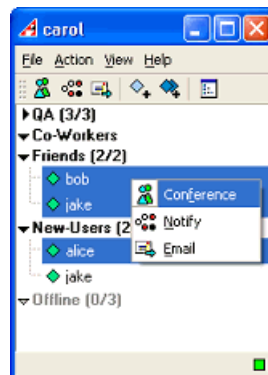 carol
File Action View Help
QA (3/3)
Co-Workers
Friends (2/2)
bob
jake
New-Users (2
alice
jake
Offline (0/3)
Conference
Notify
Email